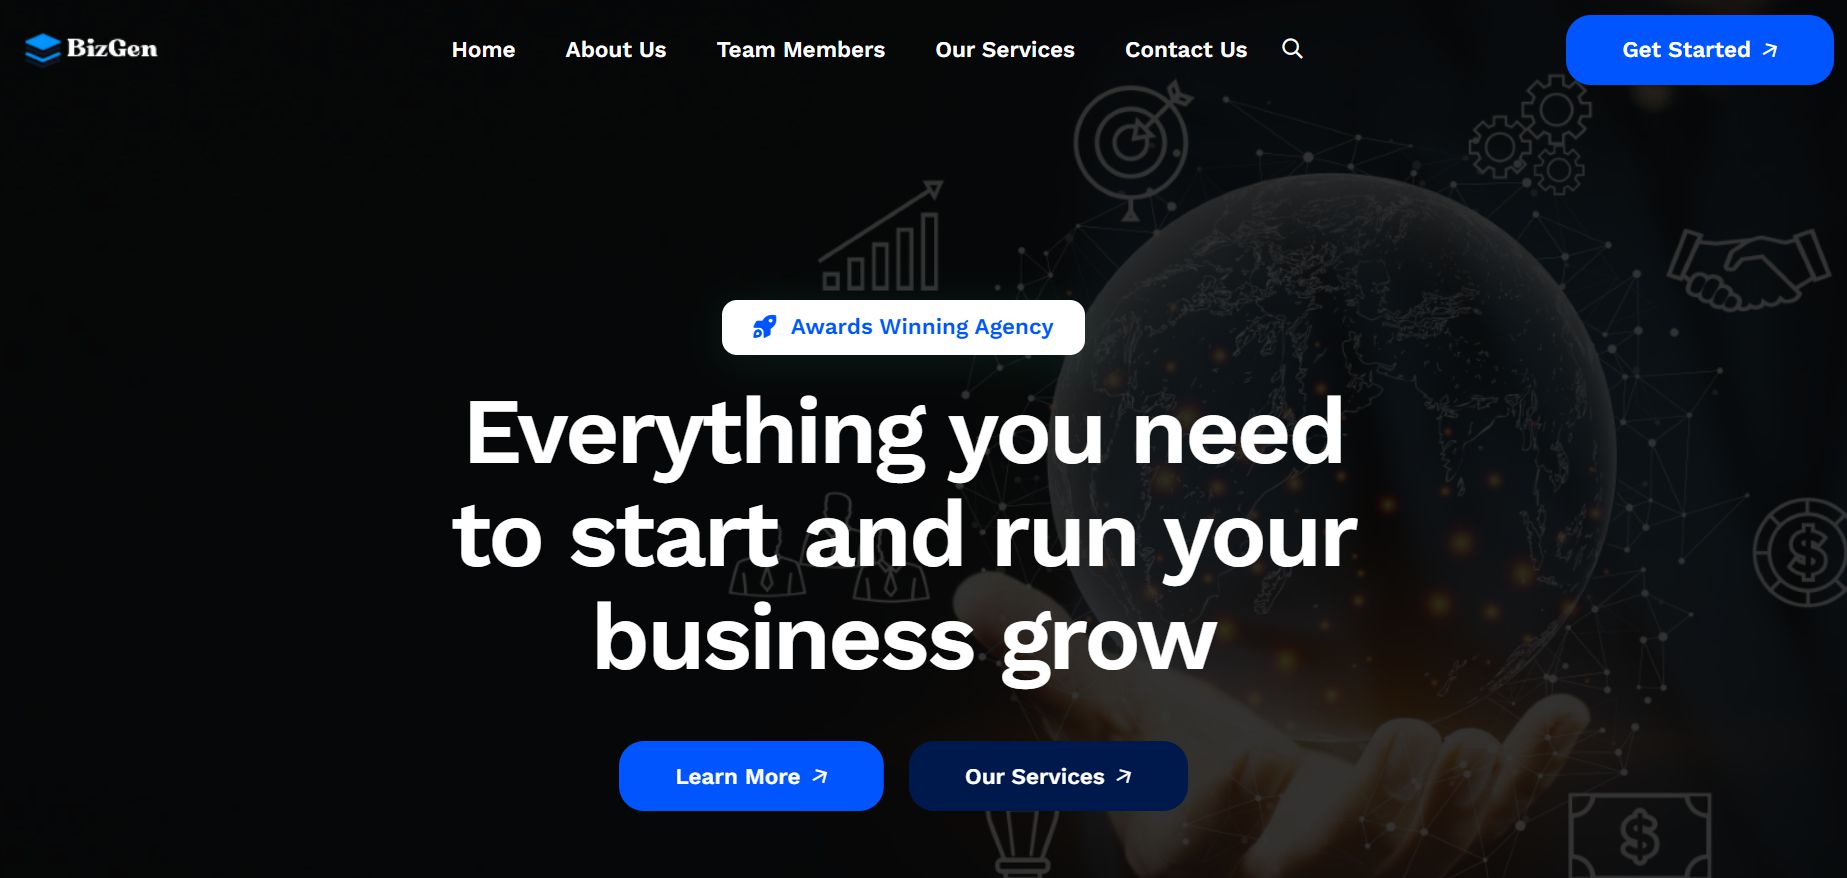 BizGen
Home
About Us
Team Members
Our Services
Contact Us
Get Started
Awards Winning Agency
Everything you need
to start and run your
business grow
Learn More
Our Services
$
$